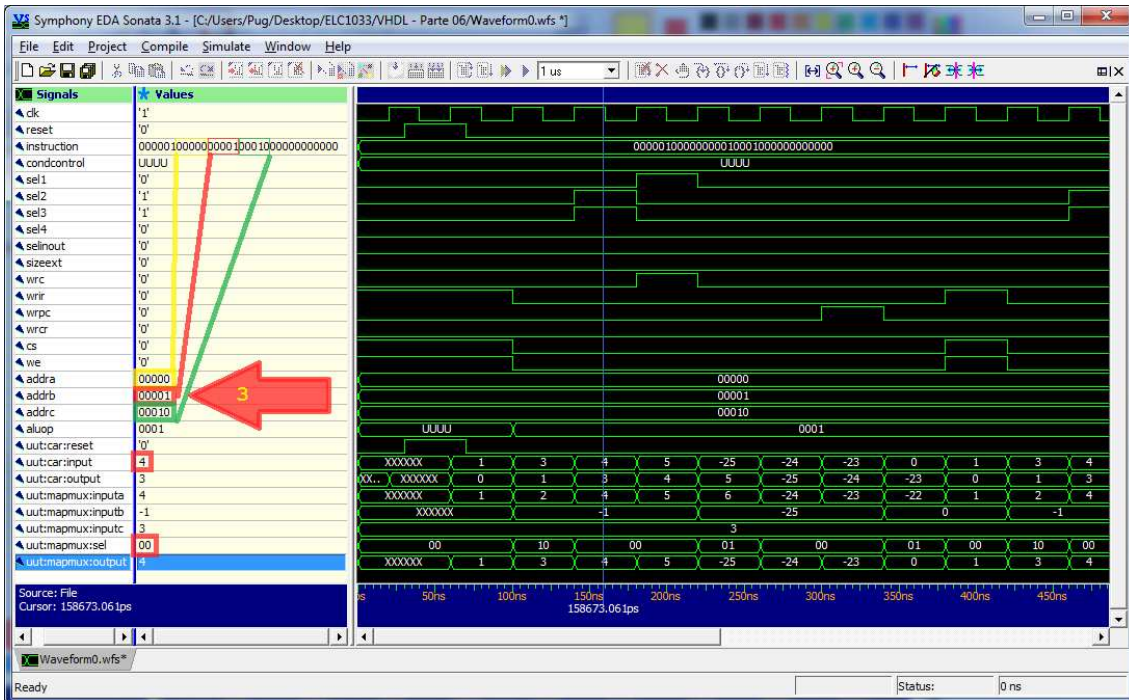 Symphony EDA Sonata 3.1 - [C:/Users/Pug/Desktop/ELC1033/VHDL - Parte 06/Waveform0.wfs *]
File Edit Project Compile Simulate Window Help
1 us
Signals Values
clk '1'
reset '0'
instruction 00000100000000001000100000000000 00000100000000001000100000000000
condcontrol UUUU UUUU
sel1 '0'
sel2 '1'
sel3 '1'
sel4 '0'
selinout '0'
sizeext '0'
wrc '0'
wrir '0'
wrpc '0'
wrcr '0'
cs '0'
we '0'
addra 00000 00000
addrb 00001 3 00001
addrc 00010 00010
aluop 0001 UUUU 0001
uut:car:reset '0'
uut:car:input 4 XXXXXX 1 3 4 5 -25 -24 -23 0 1 3 4
uut:car:output 3 XX.. XXXXXX 0 1 3 4 5 -25 -24 -23 0 1 3
uut:mapmux:inputa 4 XXXXXX 1 2 4 5 6 -24 -23 -22 1 2 4
uut:mapmux:inputb -1 XXXXXX -1 -25 0 -1
uut:mapmux:inputc 3 3
uut:mapmux:sel 00 00 10 00 01 00 01 00 10 00
uut:mapmux:output 4 XXXXXX 1 3 4 5 -25 -24 -23 0 1 3 4
Source: File
Cursor: 158673.061ps
50ns 100ns 150ns 200ns 250ns 300ns 350ns 400ns 450ns
158673.061ps
Waveform0.wfs*
Ready Status: 0 ns